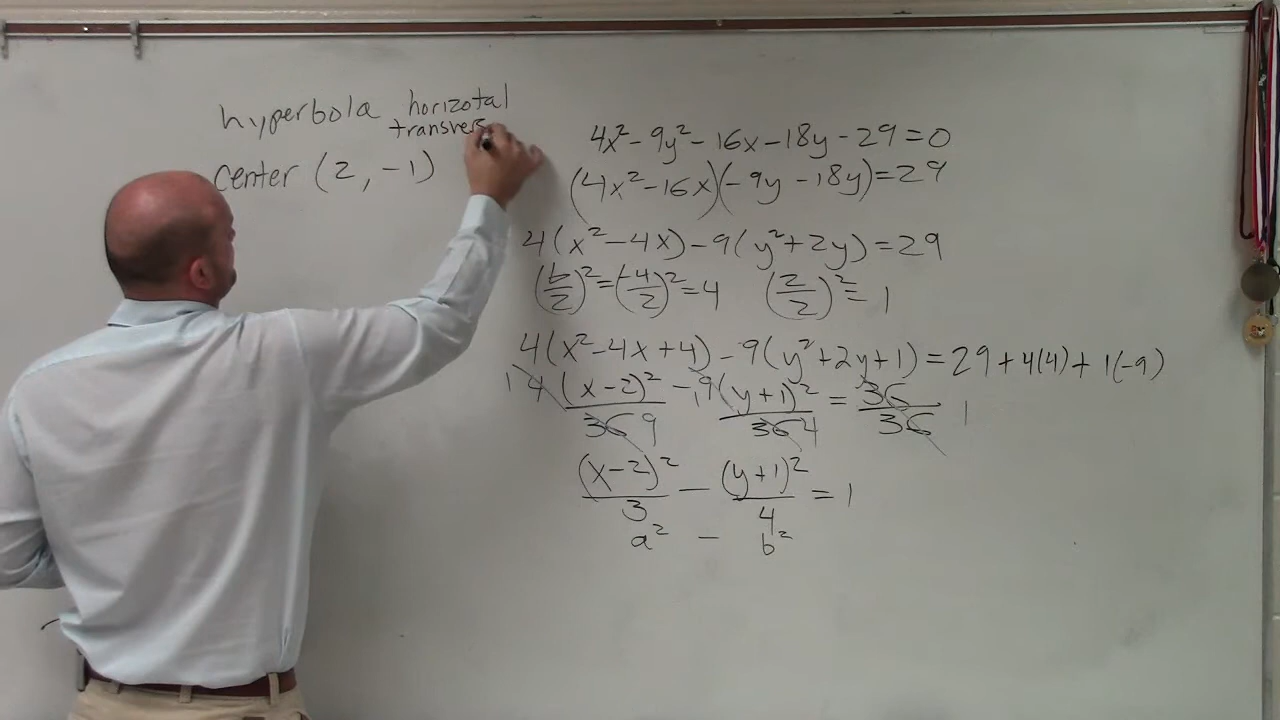 hyperbola horizotal
transvers
center (2, -1)
4x² - 9y² - 16x - 18y - 29 = 0
(4x² - 16x)(-9y - 18y) = 29
4(x² - 4x) - 9(y² + 2y) = 29
(b/2)² = (-4/2)² = 4 (2/2)² = 1
4(x² - 4x + 4) - 9(y² + 2y + 1) = 29 + 4(4) + 1(-9)
1 4(x-2)²/36 9 - 1 9(y+1)²/36 4 = 36/36 1
(x-2)²/3 - (y+1)²/4 = 1
a² - b²